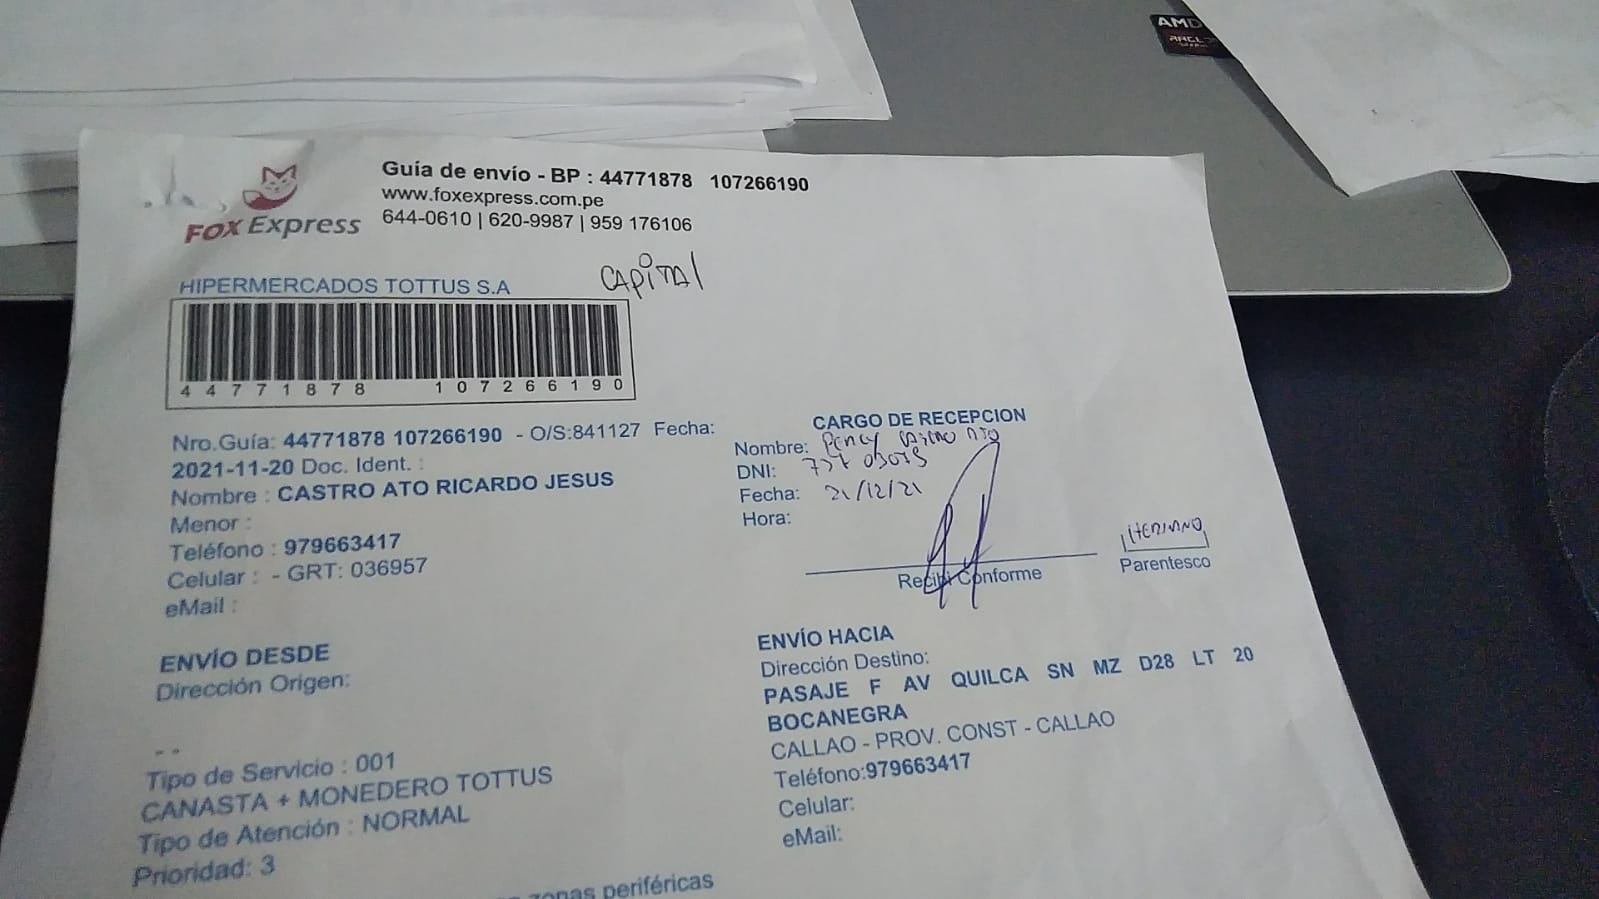 AMD
FOX Express
Guía de envío - BP : 44771878 107266190
www.foxexpress.com.pe
644-0610 | 620-9987 | 959 176106
CAPITAL
HIPERMERCADOS TOTTUS S.A
44771878 107266190
Nro.Guía: 44771878 107266190 - O/S:841127 Fecha:
2021-11-20 Doc. Ident. :
Nombre : CASTRO ATO RICARDO JESUS
Menor :
Teléfono : 979663417
Celular : - GRT: 036957
eMail :
CARGO DE RECEPCION
Nombre: Percy Castro Ato
DNI:
Fecha: 21/12/21
Hora:
Recibi Conforme
HERMANO
Parentesco
ENVÍO DESDE
Dirección Origen:
- -
Tipo de Servicio : 001
CANASTA + MONEDERO TOTTUS
Tipo de Atención : NORMAL
Prioridad: 3
ENVÍO HACIA
Dirección Destino:
PASAJE F AV QUILCA SN MZ D28 LT 20
BOCANEGRA
CALLAO - PROV. CONST - CALLAO
Teléfono:979663417
Celular:
eMail:
zonas periféricas